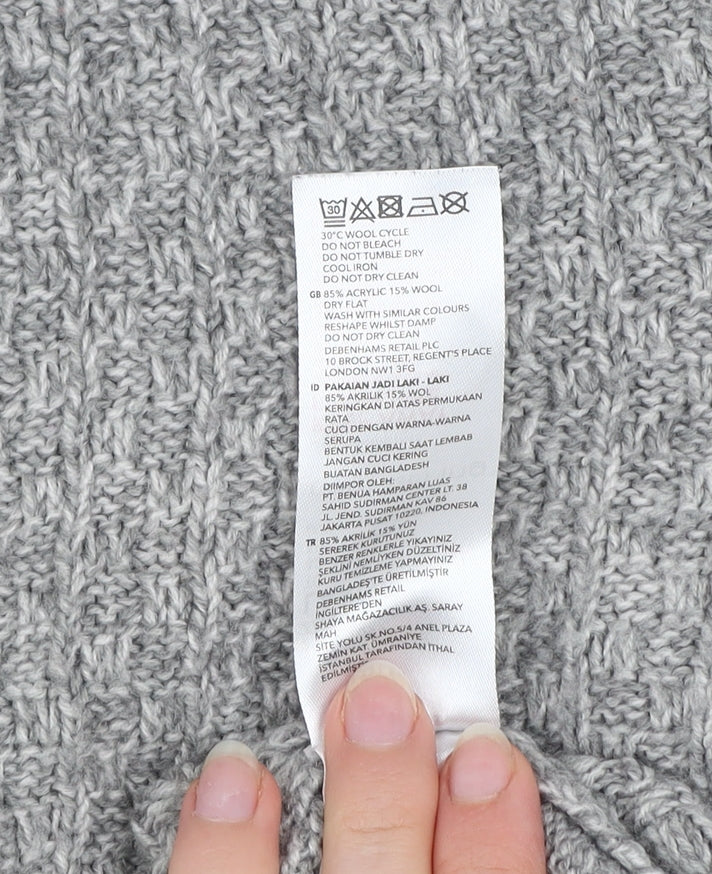 30
30°C WOOL CYCLE
DO NOT BLEACH
DO NOT TUMBLE DRY
COOL IRON
DO NOT DRY CLEAN
GB 85% ACRYLIC 15% WOOL
DRY FLAT
WASH WITH SIMILAR COLOURS
RESHAPE WHILST DAMP
DO NOT DRY CLEAN
DEBENHAMS RETAIL PLC
10 BROCK STREET, REGENT'S PLACE
LONDON NW1 3FG
ID PAKAIAN JADI LAKI - LAKI
85% AKRILIK 15% WOL
KERINGKAN DI ATAS PERMUKAAN
RATA
CUCI DENGAN WARNA-WARNA
SERUPA
BENTUK KEMBALI SAAT LEMBAB
JANGAN CUCI KERING
BUATAN BANGLADESH
DIIMPOR OLEH:
PT. BENUA HAMPARAN LUAS
SAHID SUDIRMAN CENTER LT. 38
JL. JEND. SUDIRMAN KAV 86
JAKARTA PUSAT 10220, INDONESIA
TR 85% AKRİLİK 15% YÜN
SEREREK KURUTUNUZ
BENZER RENKLERLE YIKAYINIZ
ŞEKLİNİ NEMLİYKEN DÜZELTİNİZ
KURU TEMİZLEME YAPMAYINIZ
BANGLADEŞ'TE ÜRETİLMİŞTİR
DEBENHAMS RETAIL
İNGİLTERE'DEN
SHAYA MAĞAZACILIK AŞ. SARAY
MAH
SITE YOLU SK.NO.5/4 ANEL PLAZA
ZEMİN KAT. ÜMRANİYE
İSTANBUL TARAFINDAN İTHAL